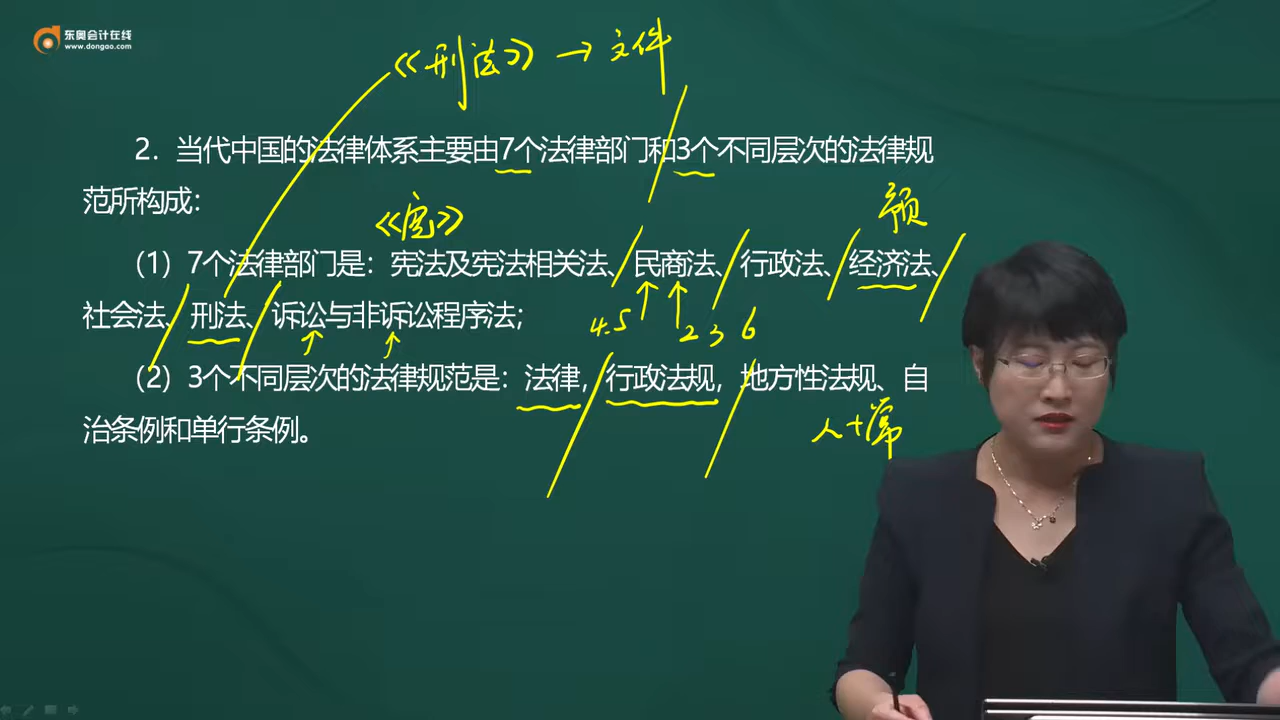 东奥会计在线
www.dongao.com
《刑法》→文件
2. 当代中国的法律体系主要由7个法律部门和3个不同层次的法律规
范所构成：
《宪》
预
（1）7个法律部门是：宪法及宪法相关法、民商法、行政法、经济法、
社会法、刑法、诉讼与非诉讼程序法；
4.5 2 3 6
（2）3个不同层次的法律规范是：法律，行政法规，地方性法规、自
人+常
治条例和单行条例。